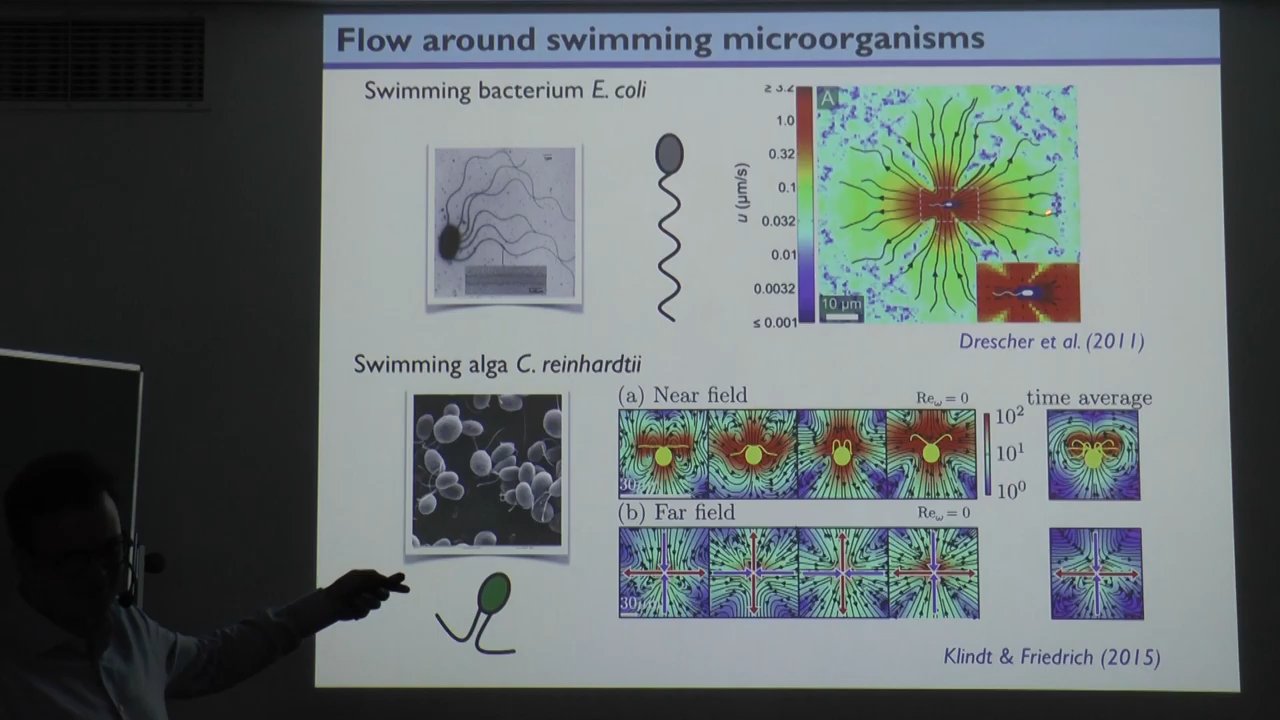 Flow around swimming microorganisms
Swimming bacterium E. coli
A
≥ 3.2
1.0
0.32
0.1
0.032
0.01
0.0032
≤ 0.001
u (μm/s)
10 μm
Drescher et al. (2011)
Swimming alga C. reinhardtii
(a) Near field
Reω = 0
time average
10²
10¹
10⁰
(b) Far field
Reω = 0
Klindt & Friedrich (2015)